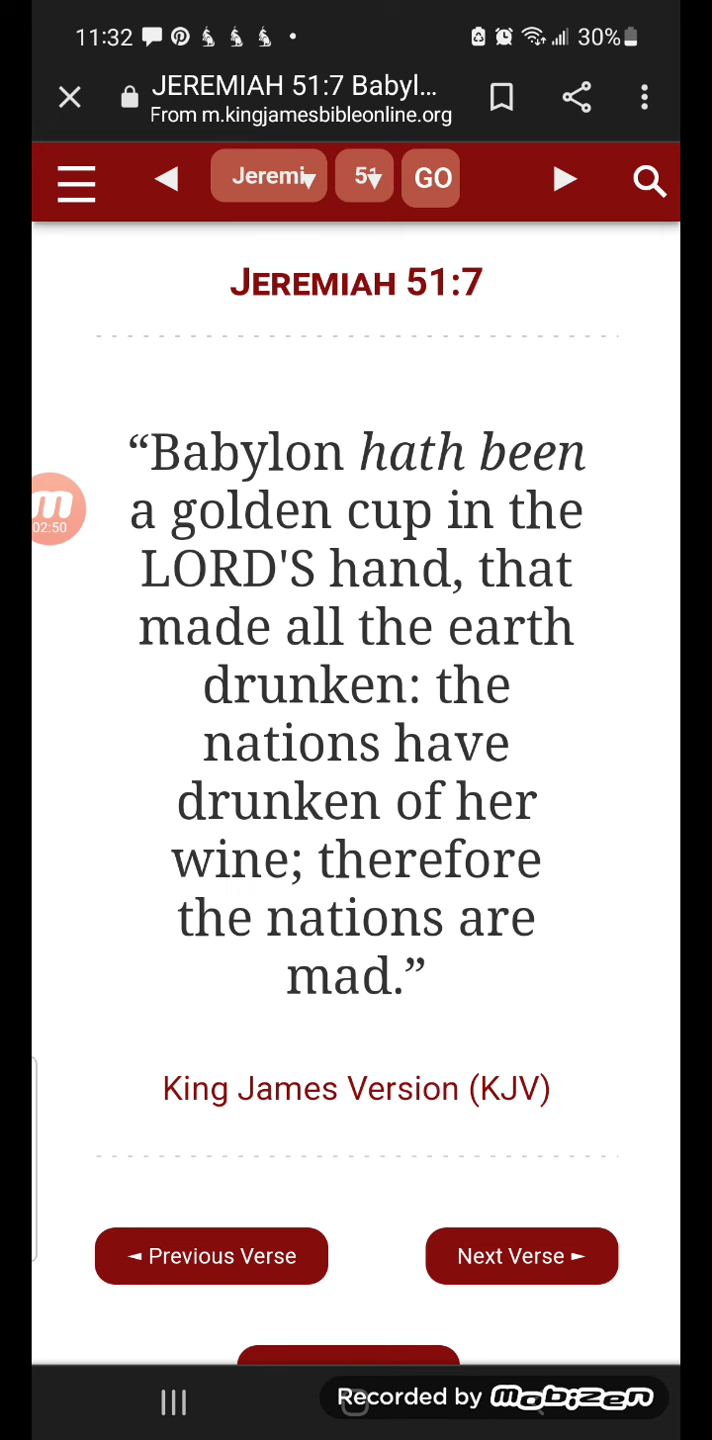 11:32 30%
JEREMIAH 51:7 Babyl...
From m.kingjamesbibleonline.org
Jeremi 51 GO
JEREMIAH 51:7
“Babylon hath been
a golden cup in the
LORD'S hand, that
made all the earth
drunken: the
nations have
drunken of her
wine; therefore
the nations are
mad.”
m
02:50
King James Version (KJV)
◄ Previous Verse Next Verse ►
Recorded by mobizen